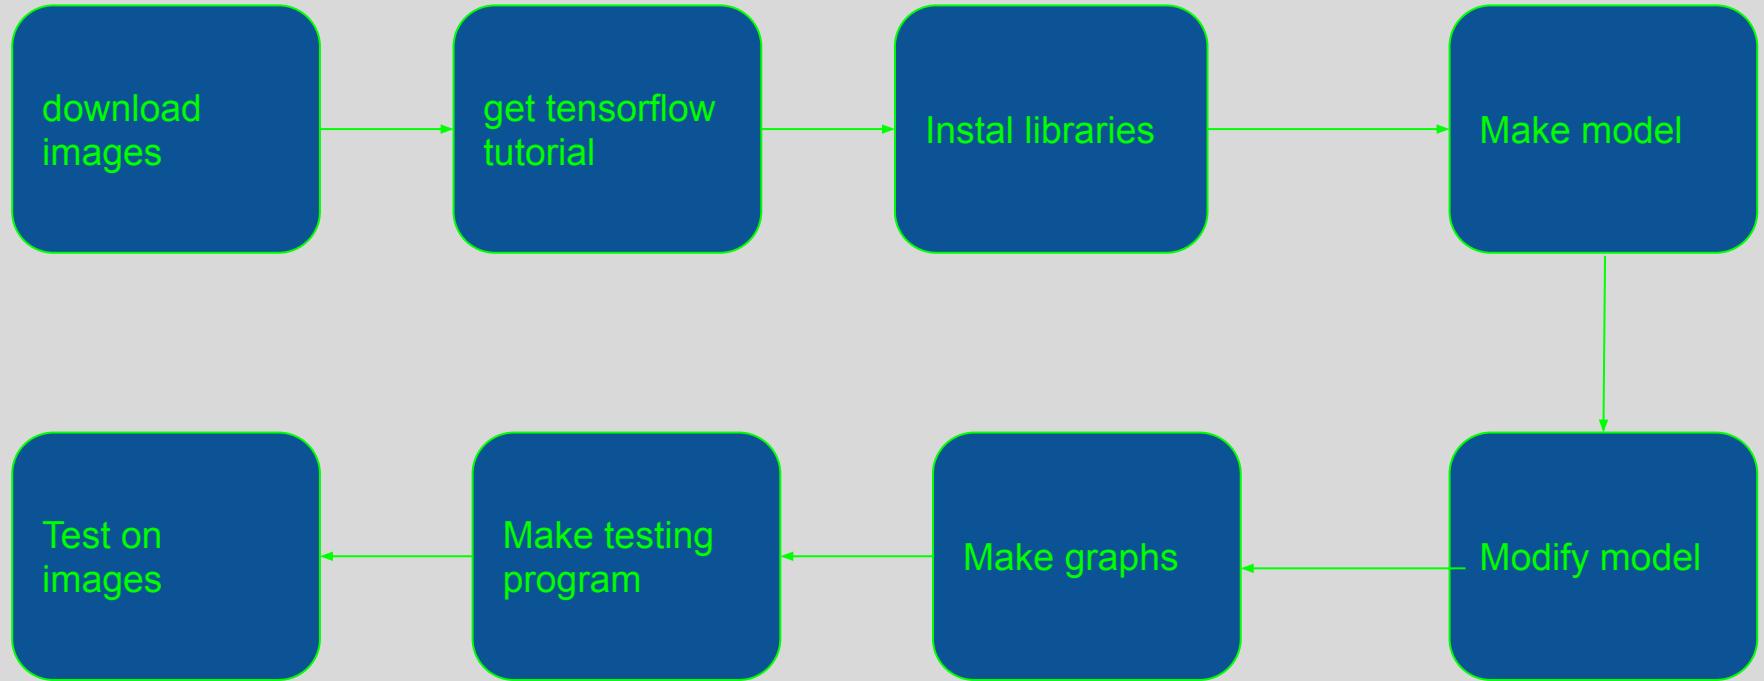 download
images
get tensorflow
tutorial
Instal libraries
Make model
Modify model
Make graphs
Make testing
program
Test on
images